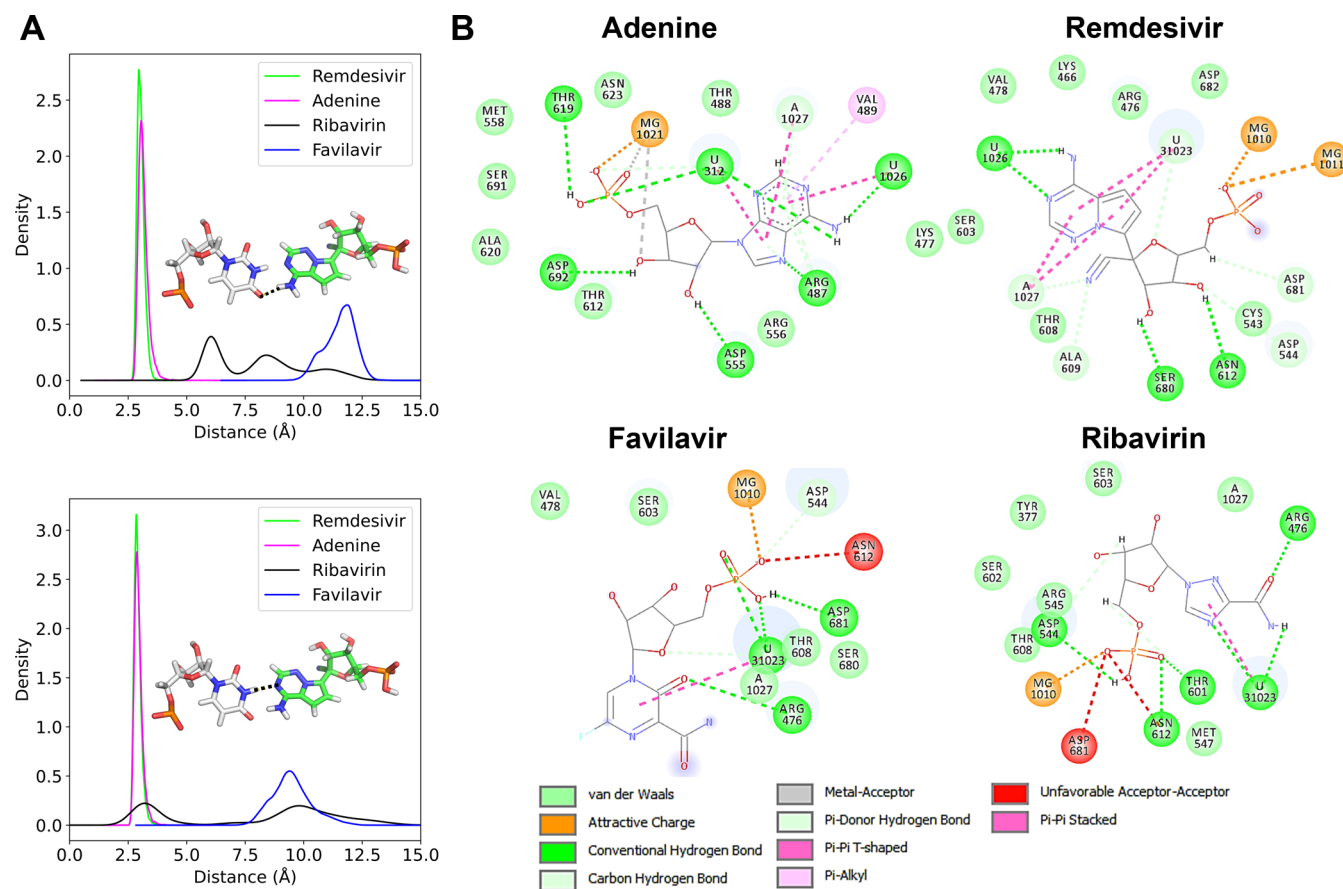 A
Remdesivir
Adenine
Ribavirin
Favilavir
Density
2.5
2.0
1.5
1.0
0.5
0.0
0.0
2.5
5.0
7.5
10.0
12.5
15.0
Distance (Å)
Remdesivir
Adenine
Ribavirin
Favilavir
Density
3.0
2.5
2.0
1.5
1.0
0.5
0.0
0.0
2.5
5.0
7.5
10.0
12.5
15.0
Distance (Å)
B
Adenine
THR
619
ASN
623
THR
488
A
1027
VAL
489
MET
558
MG
1021
U
312
U
1026
SER
691
ALA
620
ASP
692
THR
612
ARG
487
ARG
556
ASP
555
LYS
477
SER
603
O
-
P
O
O
H
O
O
O
H
O
H
N
N
N
N
H
N
H
H
Remdesivir
VAL
478
LYS
466
ARG
476
ASP
682
U
1026
U
31023
MG
1010
MG
1011
A
1027
THR
608
ALA
609
SER
680
ASN
612
CYS
543
ASP
681
ASP
544
H
N
N
N
N
N
O
O
H
O
H
O
H
-
O
P
O
O
Favilavir
VAL
478
SER
603
MG
1010
ASP
544
ASN
612
ASP
681
U
31023
THR
608
SER
680
A
1027
ARG
476
O
O
P
O
H
O
O
O
O
N
O
F
N
N
O
Ribavirin
SER
603
A
1027
TYR
377
ARG
476
SER
602
ARG
545
ASP
544
THR
608
MG
1010
THR
601
U
31023
ASN
612
ASP
681
MET
547
O
O
H
O
H
O
O
P
O
H
O
N
N
N
O
N
H
van der Waals
Attractive Charge
Conventional Hydrogen Bond
Carbon Hydrogen Bond
Metal-Acceptor
Pi-Donor Hydrogen Bond
Pi-Pi T-shaped
Pi-Alkyl
Unfavorable Acceptor-Acceptor
Pi-Pi Stacked